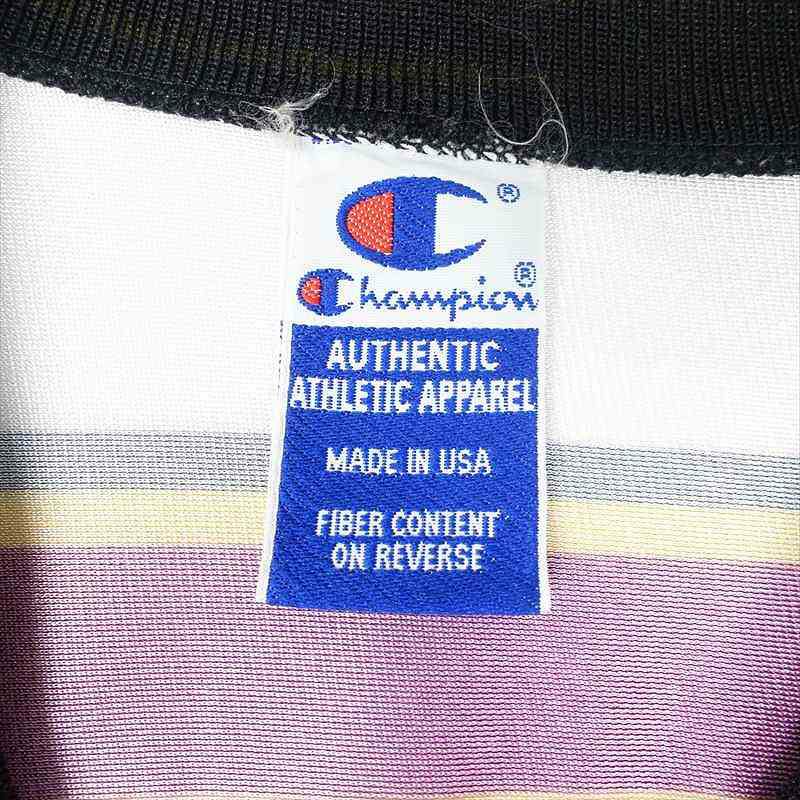 ®
Champion®
AUTHENTIC
ATHLETIC APPAREL
MADE IN USA
FIBER CONTENT
ON REVERSE